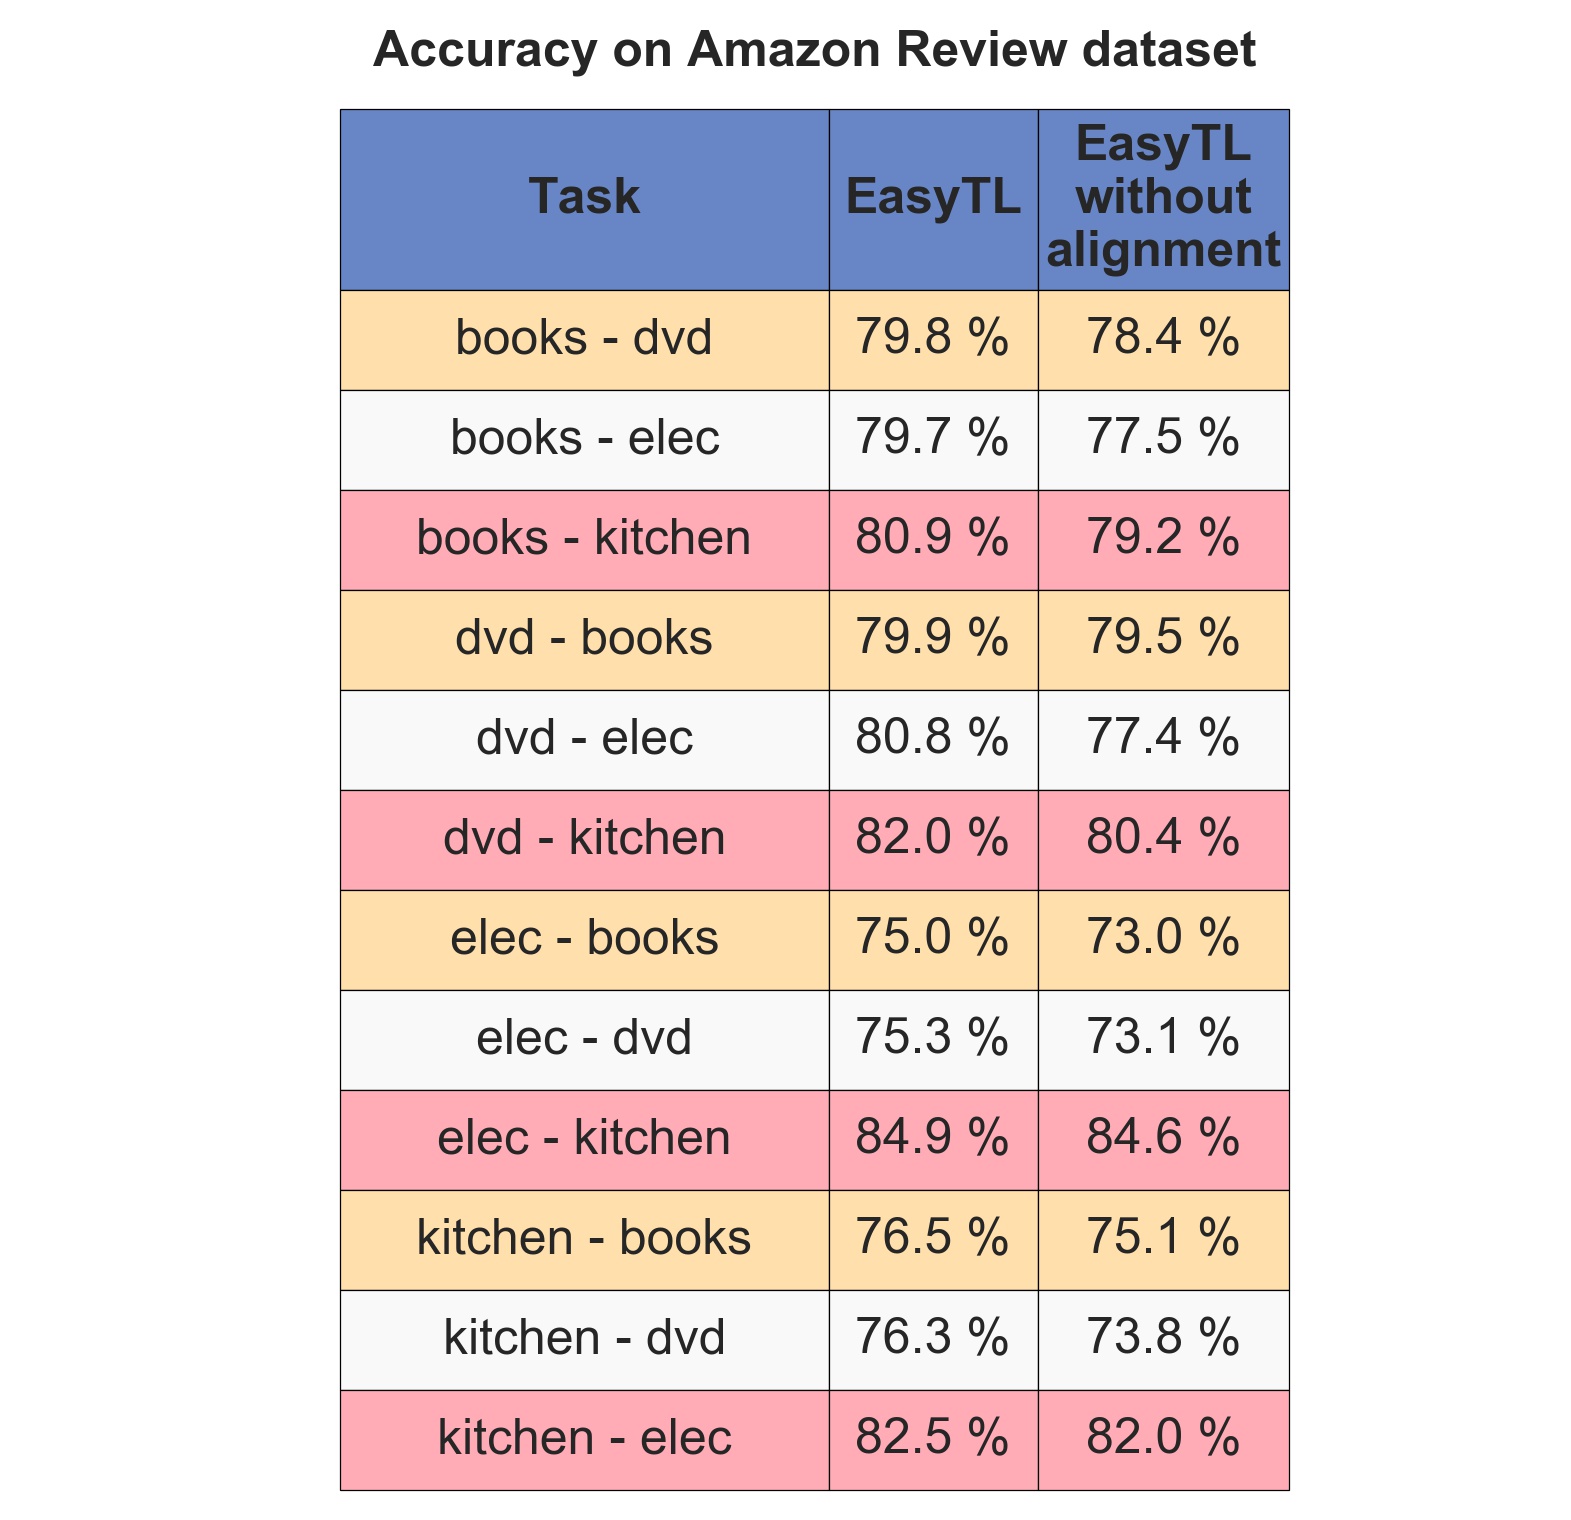 Accuracy on Amazon Review dataset
Task EasyTL EasyTL without alignment
books - dvd 79.8 % 78.4 %
books - elec 79.7 % 77.5 %
books - kitchen 80.9 % 79.2 %
dvd - books 79.9 % 79.5 %
dvd - elec 80.8 % 77.4 %
dvd - kitchen 82.0 % 80.4 %
elec - books 75.0 % 73.0 %
elec - dvd 75.3 % 73.1 %
elec - kitchen 84.9 % 84.6 %
kitchen - books 76.5 % 75.1 %
kitchen - dvd 76.3 % 73.8 %
kitchen - elec 82.5 % 82.0 %